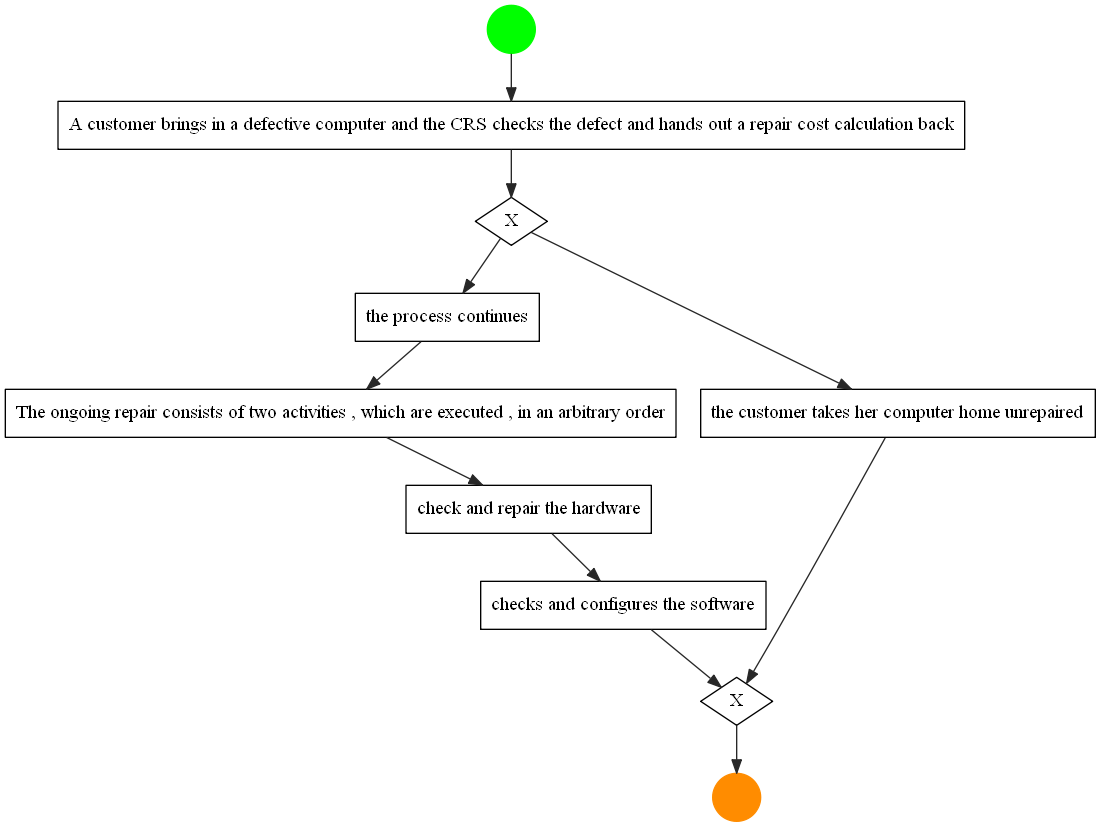 A customer brings in a defective computer and the CRS checks the defect and hands out a repair cost calculation back
X
the process continues
The ongoing repair consists of two activities , which are executed , in an arbitrary order
the customer takes her computer home unrepaired
check and repair the hardware
checks and configures the software
X